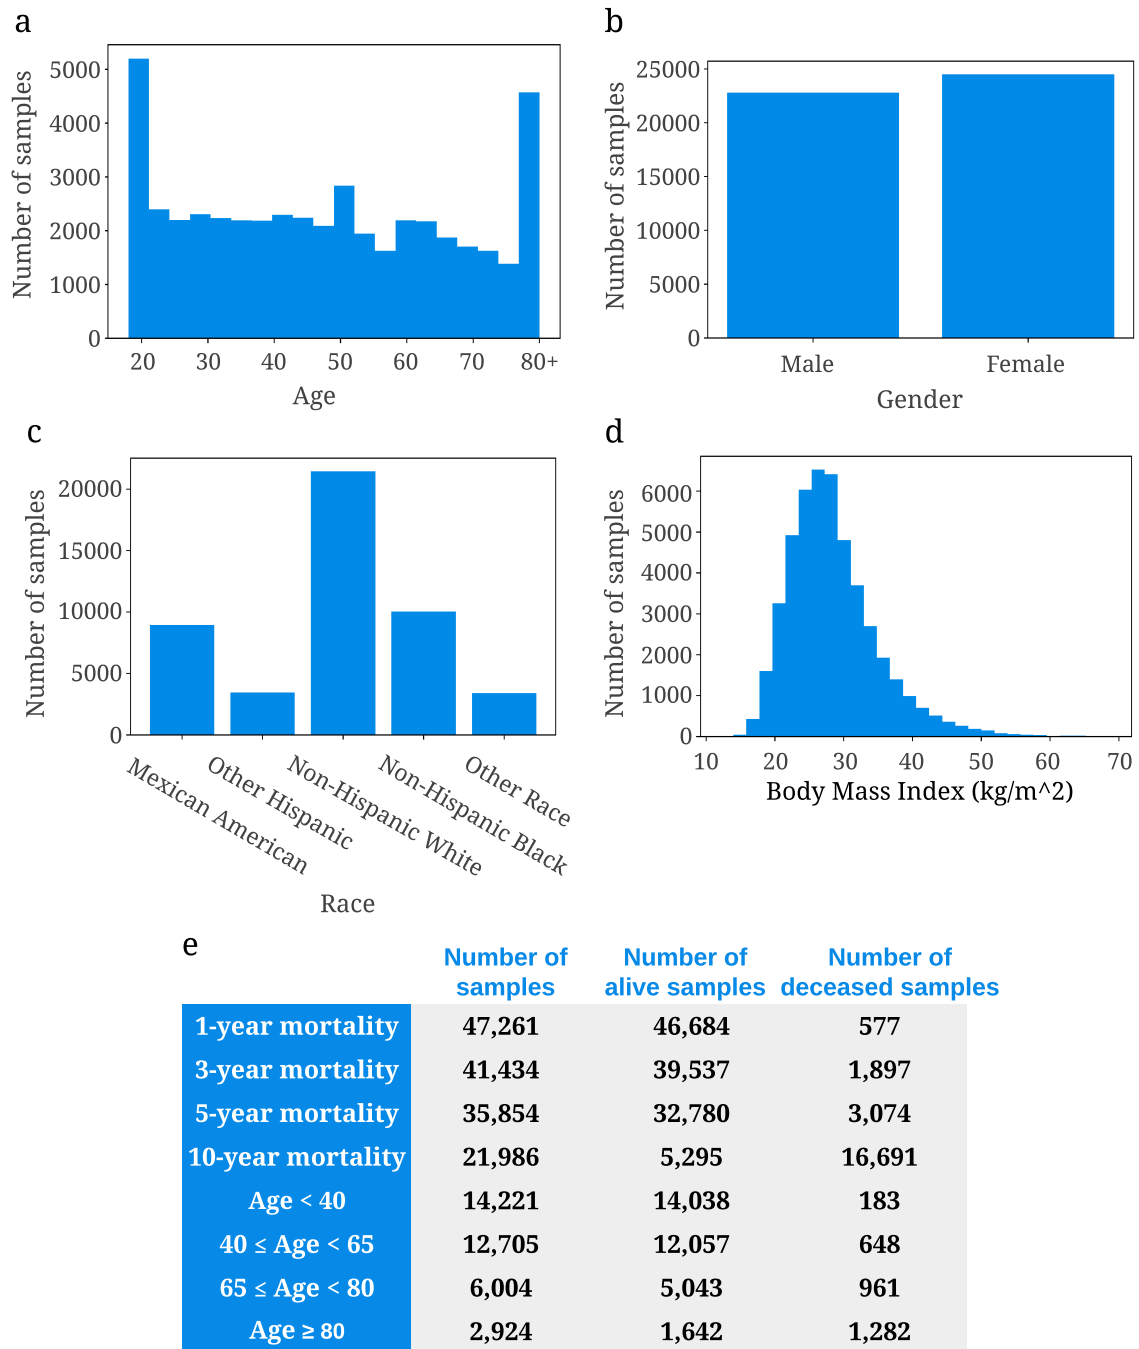 a
5000
4000
3000
2000
1000
0
Number of samples
20 30 40 50 60 70 80+
Age
b
25000
20000
15000
10000
5000
0
Number of samples
Male Female
Gender
c
20000
15000
10000
5000
0
Number of samples
Mexican American
Other Hispanic
Non-Hispanic White
Non-Hispanic Black
Other Race
Race
d
6000
5000
4000
3000
2000
1000
0
Number of samples
10 20 30 40 50 60 70
Body Mass Index (kg/m^2)
e
Number of samples Number of alive samples Number of deceased samples
1-year mortality 47,261 46,684 577
3-year mortality 41,434 39,537 1,897
5-year mortality 35,854 32,780 3,074
10-year mortality 21,986 5,295 16,691
Age < 40 14,221 14,038 183
40 ≤ Age < 65 12,705 12,057 648
65 ≤ Age < 80 6,004 5,043 961
Age ≥ 80 2,924 1,642 1,282